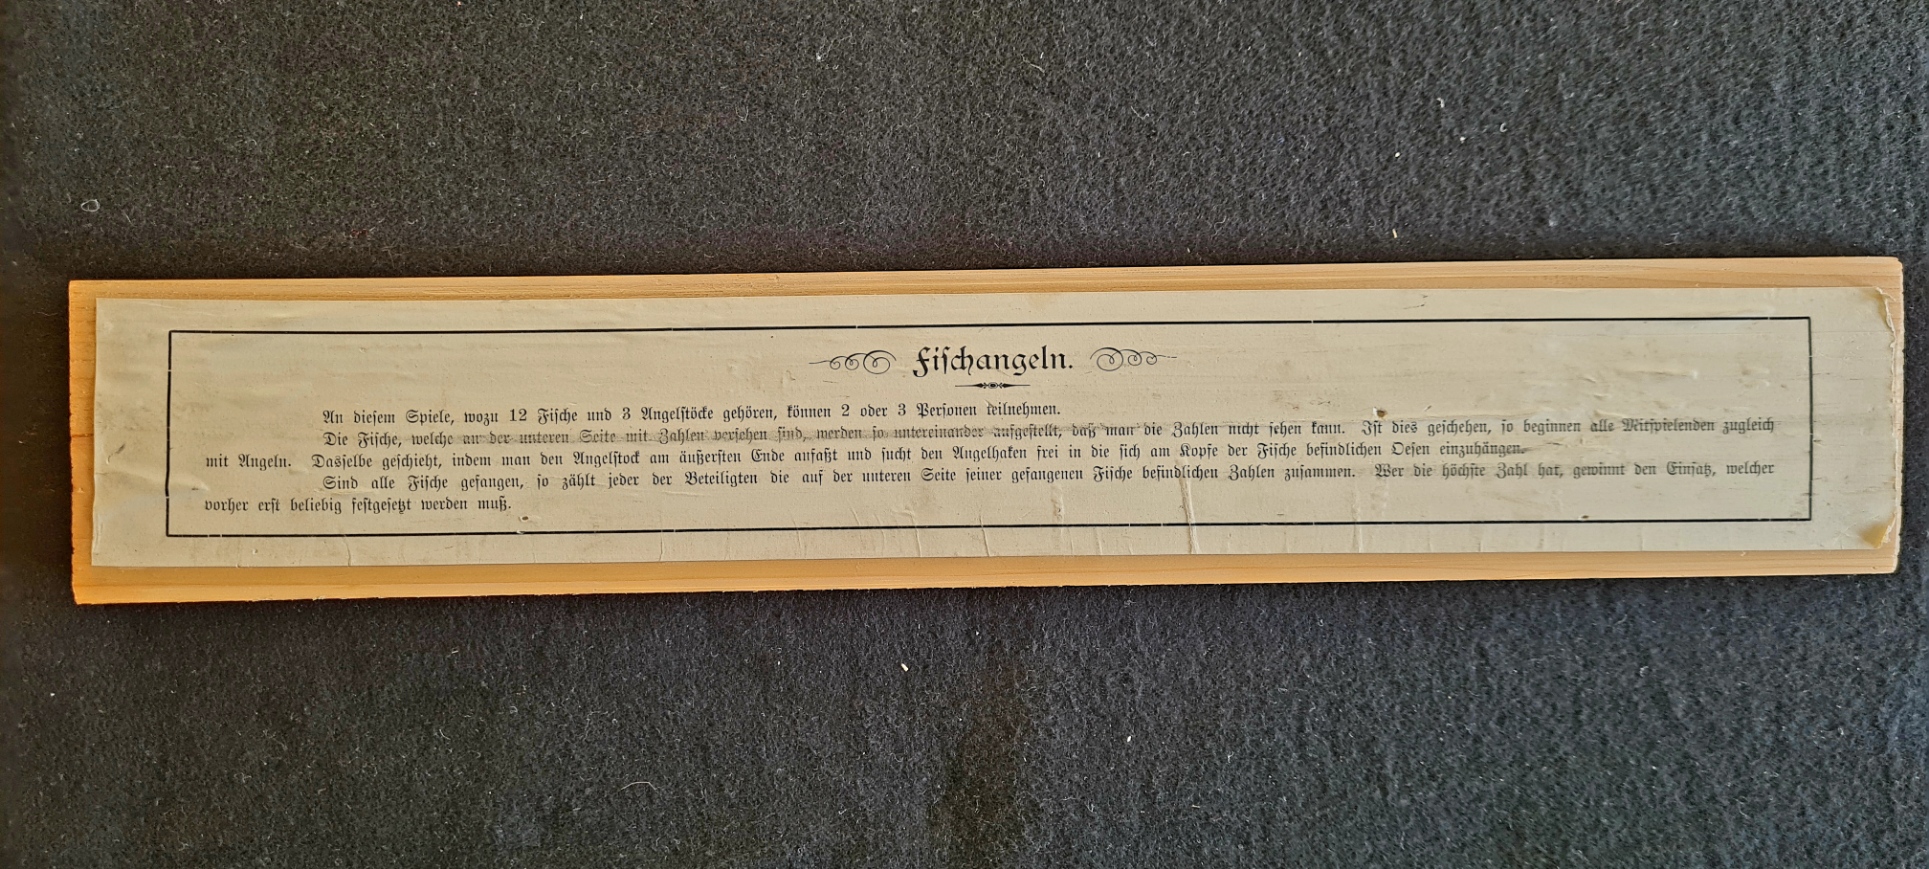 Fischangeln.
An diesem Spiele, wozu 12 Fische und 3 Angelstöcke gehören, können 2 oder 3 Personen teilnehmen.
Die Fische, welche an der unteren Seite mit Zahlen versehen sind, werden so untereinander aufgestellt, daß man die Zahlen nicht sehen kann. Ist dies geschehen, so beginnen alle Mitspielenden zugleich
mit Angeln. Dasselbe geschieht, indem man den Angelstock am äußersten Ende anfaßt und sucht den Angelhaken frei in die sich am Kopfe der Fische befindlichen Oesen einzuhängen.
Sind alle Fische gefangen, so zählt jeder der Beteiligten die auf der unteren Seite seiner gefangenen Fische befindlichen Zahlen zusammen. Wer die höchste Zahl hat, gewinnt den Einsatz, welcher
vorher erst beliebig festgesetzt werden muß.